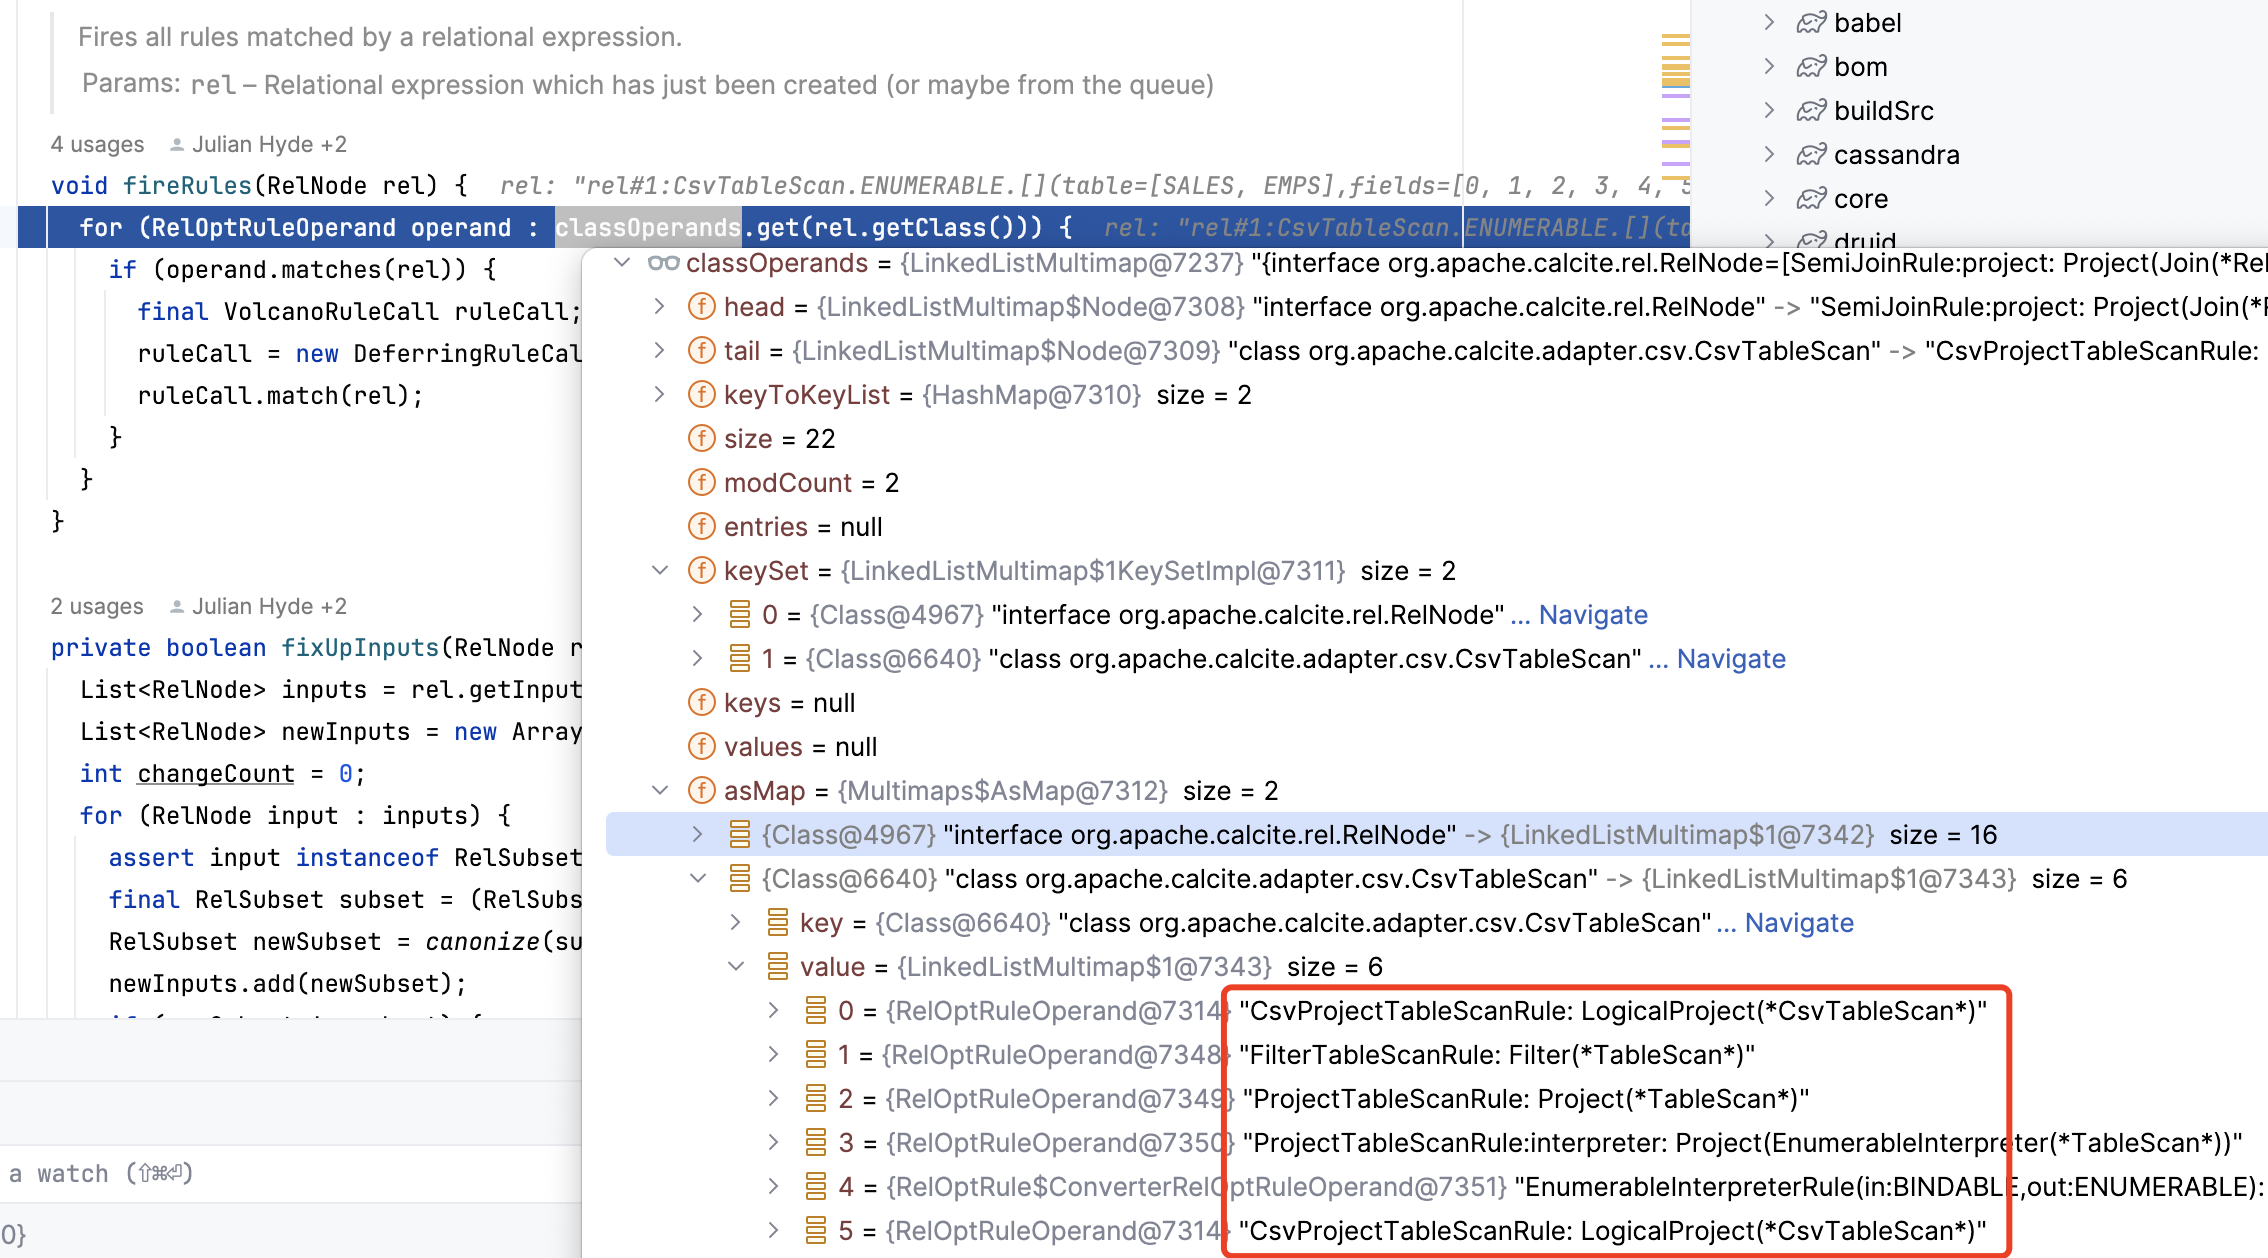 Fires all rules matched by a relational expression.
Params: rel – Relational expression which has just been created (or maybe from the queue)
4 usages Julian Hyde +2
void fireRules(RelNode rel) { rel: "rel#1:CsvTableScan.ENUMERABLE.[](table=[SALES, EMPS],fields=[0, 1, 2, 3, 4, 5
for (RelOptRuleOperand operand : classOperands.get(rel.getClass())) { rel: "rel#1:CsvTableScan.ENUMERABLE.[](ta
if (operand.matches(rel)) {
final VolcanoRuleCall ruleCall;
ruleCall = new DeferringRuleCal
ruleCall.match(rel);
}
}
}
2 usages Julian Hyde +2
private boolean fixUpInputs(RelNode r
List<RelNode> inputs = rel.getInput
List<RelNode> newInputs = new Array
int changeCount = 0;
for (RelNode input : inputs) {
assert input instanceof RelSubset
final RelSubset subset = (RelSubs
RelSubset newSubset = canonize(su
newInputs.add(newSubset);
a watch (⇧⌘⏎)
0}
classOperands = {LinkedListMultimap@7237} "{interface org.apache.calcite.rel.RelNode=[SemiJoinRule:project: Project(Join(*Rel
head = {LinkedListMultimap$Node@7308} "interface org.apache.calcite.rel.RelNode" -> "SemiJoinRule:project: Project(Join(*R
tail = {LinkedListMultimap$Node@7309} "class org.apache.calcite.adapter.csv.CsvTableScan" -> "CsvProjectTableScanRule:
keyToKeyList = {HashMap@7310} size = 2
size = 22
modCount = 2
entries = null
keySet = {LinkedListMultimap$1KeySetImpl@7311} size = 2
0 = {Class@4967} "interface org.apache.calcite.rel.RelNode" ... Navigate
1 = {Class@6640} "class org.apache.calcite.adapter.csv.CsvTableScan" ... Navigate
keys = null
values = null
asMap = {Multimaps$AsMap@7312} size = 2
{Class@4967} "interface org.apache.calcite.rel.RelNode" -> {LinkedListMultimap$1@7342} size = 16
{Class@6640} "class org.apache.calcite.adapter.csv.CsvTableScan" -> {LinkedListMultimap$1@7343} size = 6
key = {Class@6640} "class org.apache.calcite.adapter.csv.CsvTableScan" ... Navigate
value = {LinkedListMultimap$1@7343} size = 6
0 = {RelOptRuleOperand@7314} "CsvProjectTableScanRule: LogicalProject(*CsvTableScan*)"
1 = {RelOptRuleOperand@7348} "FilterTableScanRule: Filter(*TableScan*)"
2 = {RelOptRuleOperand@7349} "ProjectTableScanRule: Project(*TableScan*)"
3 = {RelOptRuleOperand@7350} "ProjectTableScanRule:interpreter: Project(EnumerableInterpreter(*TableScan*))"
4 = {RelOptRule$ConverterRelOptRuleOperand@7351} "EnumerableInterpreterRule(in:BINDABLE,out:ENUMERABLE):
5 = {RelOptRuleOperand@7314} "CsvProjectTableScanRule: LogicalProject(*CsvTableScan*)"
babel
bom
buildSrc
cassandra
core
druid